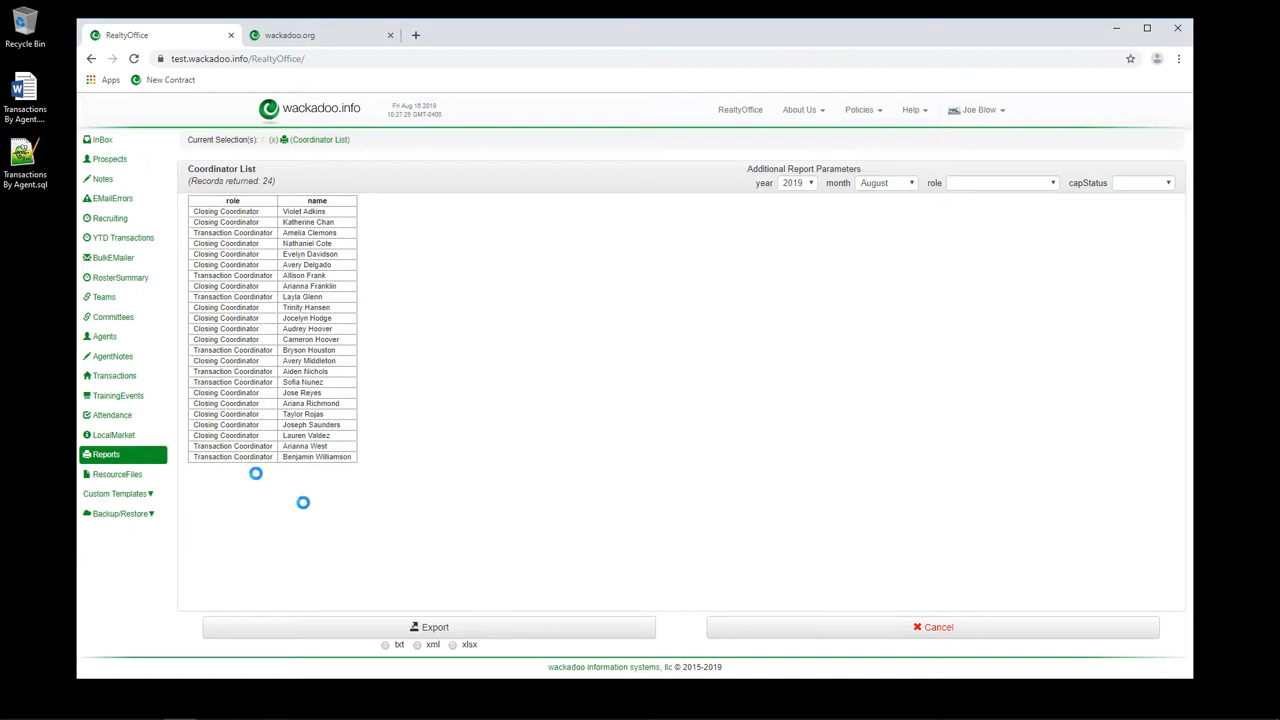 Recycle Bin
Transactions
By
Agent....
Transactions
By Agent.sql
RealtyOffice
wackadoo.org
test.wackadoo.info/RealtyOffice/
Apps
New Contract
wackadoo.info
Fri Aug 16 2019
10:27:25 GMT-0400
RealtyOffice
About Us
Policies
Help
Joe Blow
InBox
Prospects
Notes
EMailErrors
Recruiting
YTD Transactions
BulkEMailer
RosterSummary
Teams
Committees
Agents
AgentNotes
Transactions
TrainingEvents
Attendance
LocalMarket
Reports
ResourceFiles
Custom Templates▼
Backup/Restore▼
Current Selection(s): / (x) (Coordinator List)
Coordinator List
(Records returned: 24)
Additional Report Parameters
year 2019 month August role capStatus
role name
Closing Coordinator Violet Adkins
Closing Coordinator Katherine Chan
Transaction Coordinator Amelia Clemons
Closing Coordinator Nathaniel Cote
Closing Coordinator Evelyn Davidson
Closing Coordinator Avery Delgado
Transaction Coordinator Allison Frank
Closing Coordinator Arianna Franklin
Transaction Coordinator Layla Glenn
Closing Coordinator Trinity Hansen
Closing Coordinator Jocelyn Hodge
Closing Coordinator Audrey Hoover
Closing Coordinator Cameron Hoover
Transaction Coordinator Bryson Houston
Closing Coordinator Avery Middleton
Transaction Coordinator Aiden Nichols
Transaction Coordinator Sofia Nunez
Closing Coordinator Jose Reyes
Closing Coordinator Ariana Richmond
Closing Coordinator Taylor Rojas
Closing Coordinator Joseph Saunders
Closing Coordinator Lauren Valdez
Transaction Coordinator Arianna West
Transaction Coordinator Benjamin Williamson
Export
Cancel
txt xml xlsx
wackadoo information systems, llc © 2015-2019